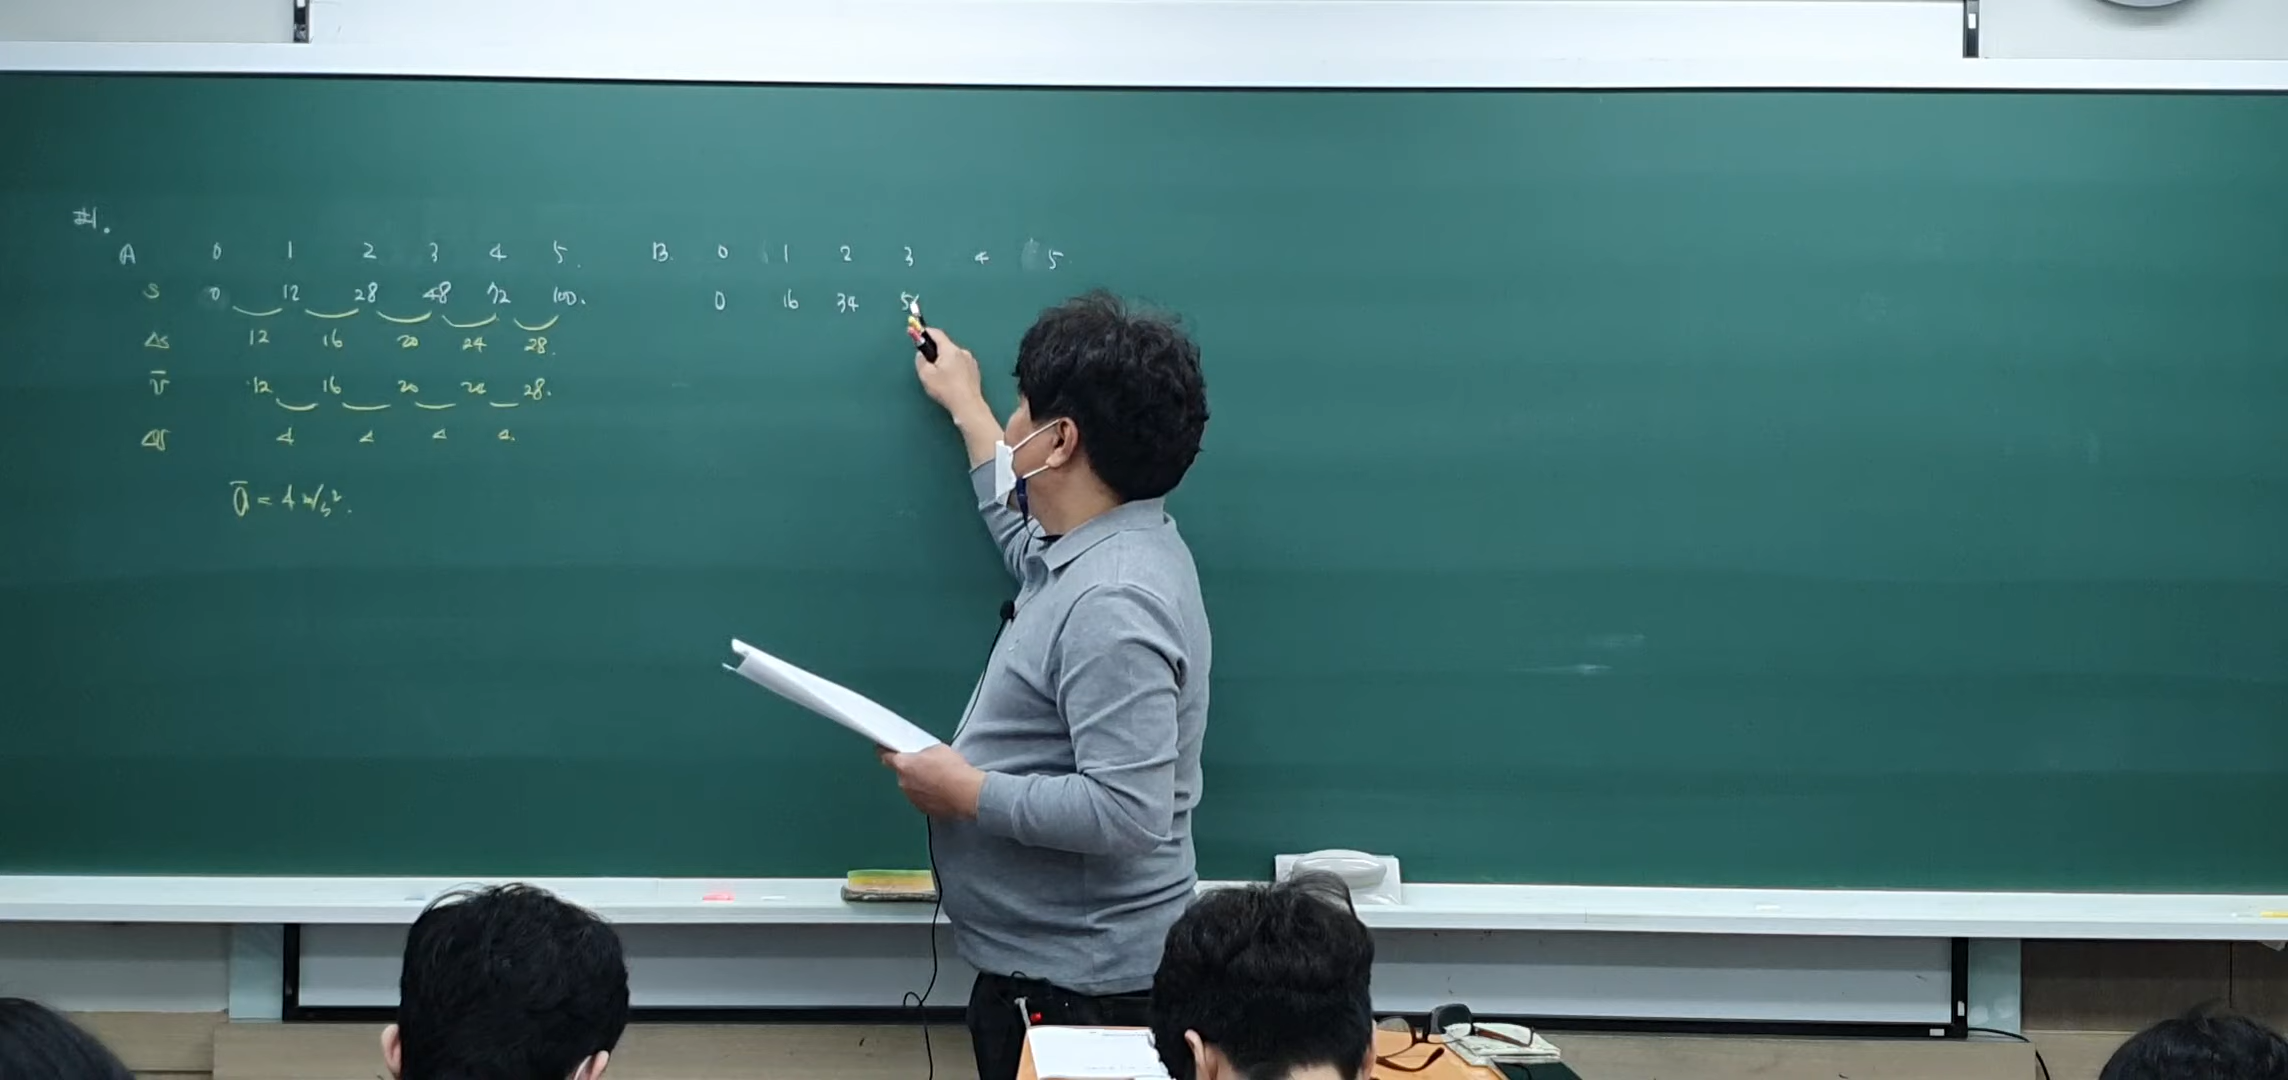 #1.
A 0 1 2 3 4 5.
s 0 12 28 48 72 100.
Δs 12 16 20 24 28.
v̄ 12 16 20 24 28.
Δv 4 4 4 4.
ā = 4 m/s².
B. 0 1 2 3 4 5.
0 16 34